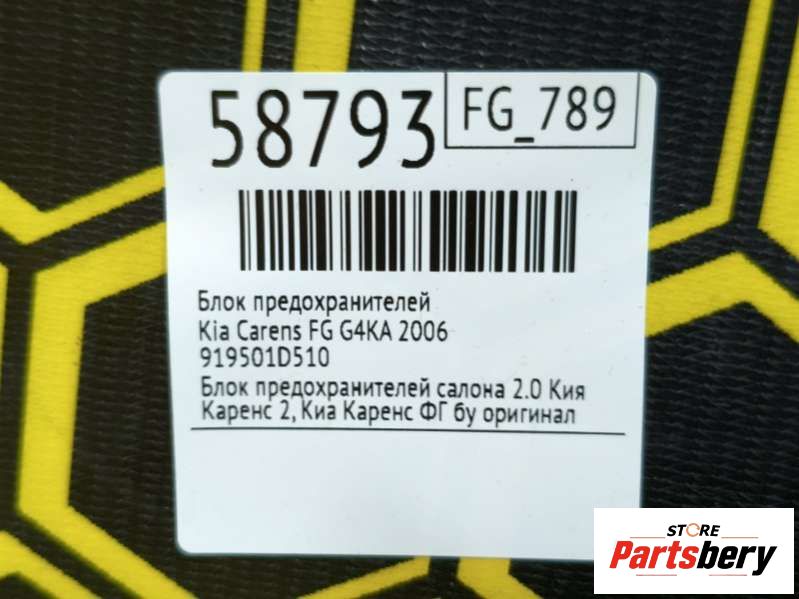 58793
FG_789
Блок предохранителей
Kia Carens FG G4KA 2006
919501D510
Блок предохранителей салона 2.0 Кия
Каренс 2, Киа Каренс ФГ бу оригинал
STORE
Partsbery